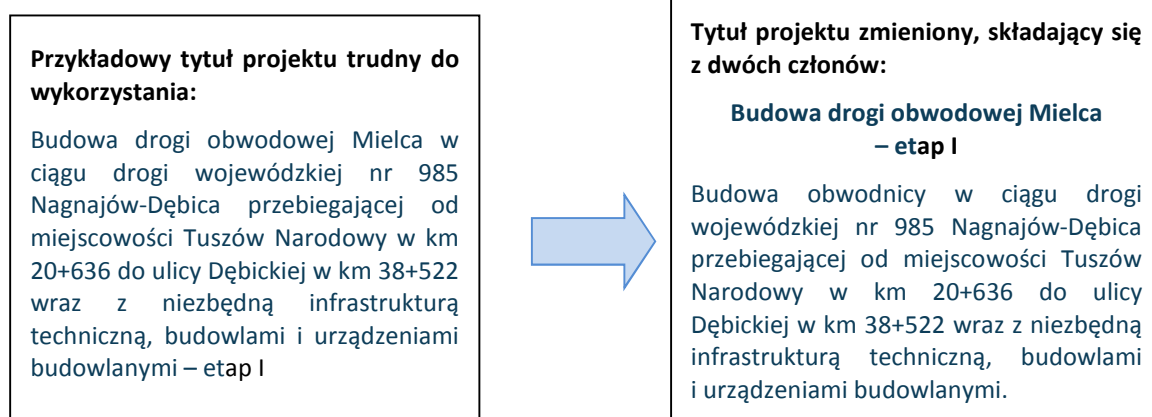 Przykładowy tytuł projektu trudny do
wykorzystania:
Budowa drogi obwodowej Mielca w
ciągu drogi wojewódzkiej nr 985
Nagnajów-Dębica przebiegającej od
miejscowości Tuszów Narodowy w km
20+636 do ulicy Dębickiej w km 38+522
wraz z niezbędną infrastrukturą
techniczną, budowlami i urządzeniami
budowlanymi – etap I
Tytuł projektu zmieniony, składający się
z dwóch członów:
Budowa drogi obwodowej Mielca
– etap I
Budowa obwodnicy w ciągu drogi
wojewódzkiej nr 985 Nagnajów-Dębica
przebiegającej od miejscowości Tuszów
Narodowy w km 20+636 do ulicy
Dębickiej w km 38+522 wraz z niezbędną
infrastrukturą techniczną, budowlami
i urządzeniami budowlanymi.